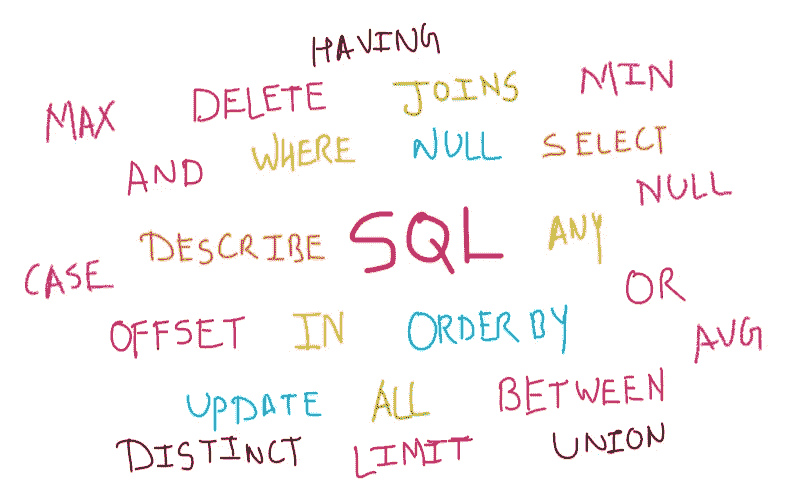 HAVING
MAX DELETE JOINS MIN
AND WHERE NULL SELECT
NULL
DESCRIBE SQL ANY
CASE
OR
OFFSET IN ORDER BY AVG
UPDATE ALL BETWEEN
DISTINCT LIMIT UNION